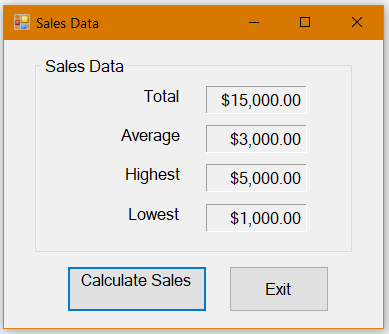 Sales Data
Sales Data
Total $15,000.00
Average $3,000.00
Highest $5,000.00
Lowest $1,000.00
Calculate Sales Exit